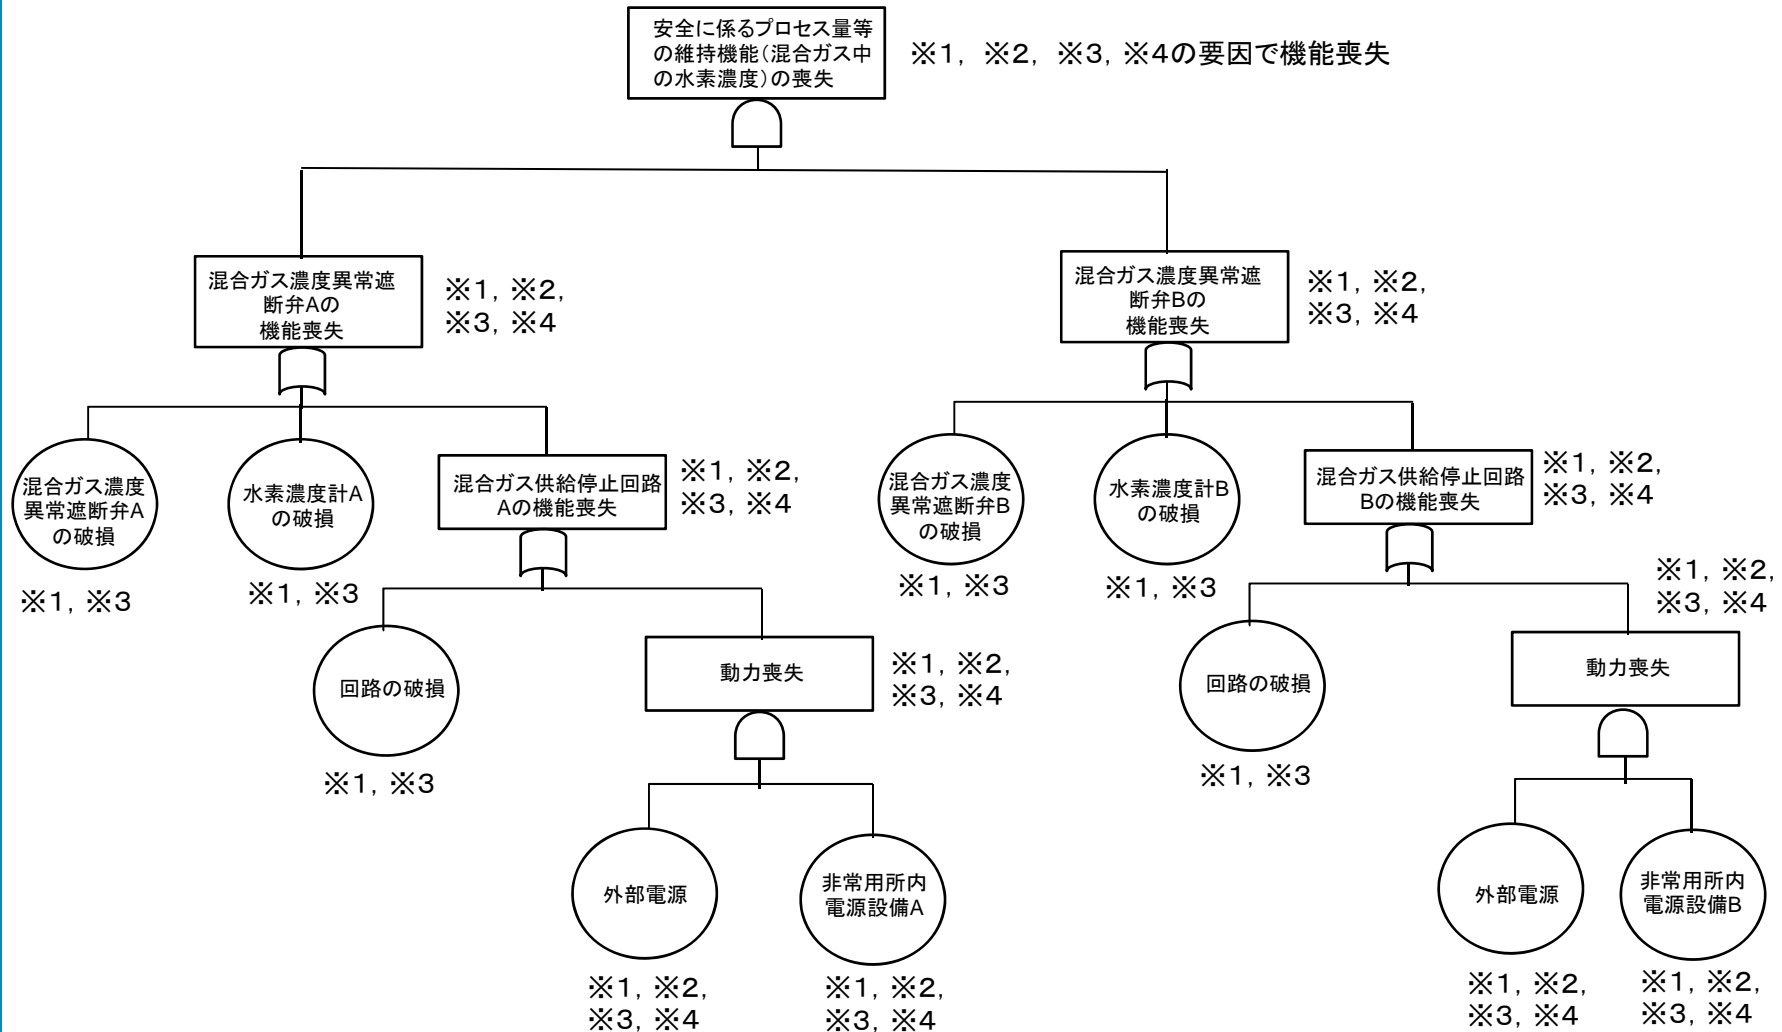 安全に係るプロセス量等
の維持機能(混合ガス中
の水素濃度)の喪失
※1, ※2, ※3, ※4の要因で機能喪失
混合ガス濃度異常遮
断弁Aの
機能喪失
※1, ※2,
※3, ※4
混合ガス濃度異常遮
断弁Bの
機能喪失
※1, ※2,
※3, ※4
混合ガス濃度
異常遮断弁A
の破損
※1, ※3
水素濃度計A
の破損
※1, ※3
混合ガス供給停止回路
Aの機能喪失
※1, ※2,
※3, ※4
混合ガス濃度
異常遮断弁B
の破損
※1, ※3
水素濃度計B
の破損
※1, ※3
混合ガス供給停止回路
Bの機能喪失
※1, ※2,
※3, ※4
回路の破損
※1, ※3
動力喪失
※1, ※2,
※3, ※4
回路の破損
※1, ※3
動力喪失
※1, ※2,
※3, ※4
外部電源
※1, ※2,
※3, ※4
非常用所内
電源設備A
※1, ※2,
※3, ※4
外部電源
※1, ※2,
※3, ※4
非常用所内
電源設備B
※1, ※2,
※3, ※4